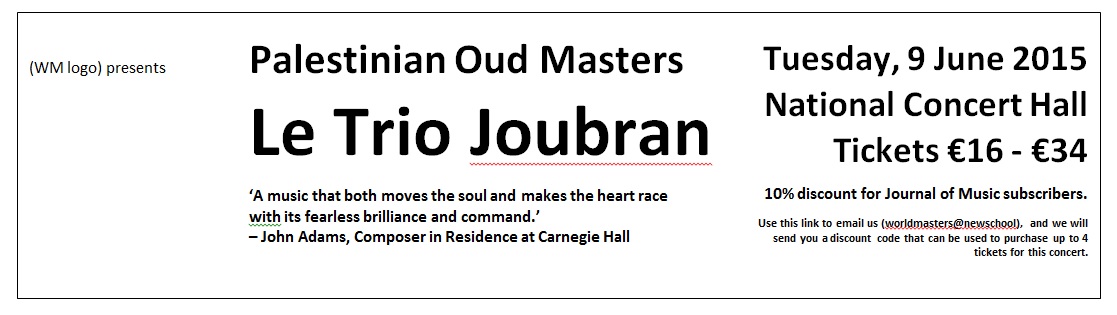 (WM logo) presents
Palestinian Oud Masters
Le Trio Joubran
‘A music that both moves the soul and makes the heart race
with its fearless brilliance and command.’
– John Adams, Composer in Residence at Carnegie Hall
Tuesday, 9 June 2015
National Concert Hall
Tickets €16 - €34
10% discount for Journal of Music subscribers.
Use this link to email us (worldmasters@newschool), and we will
send you a discount code that can be used to purchase up to 4
tickets for this concert.